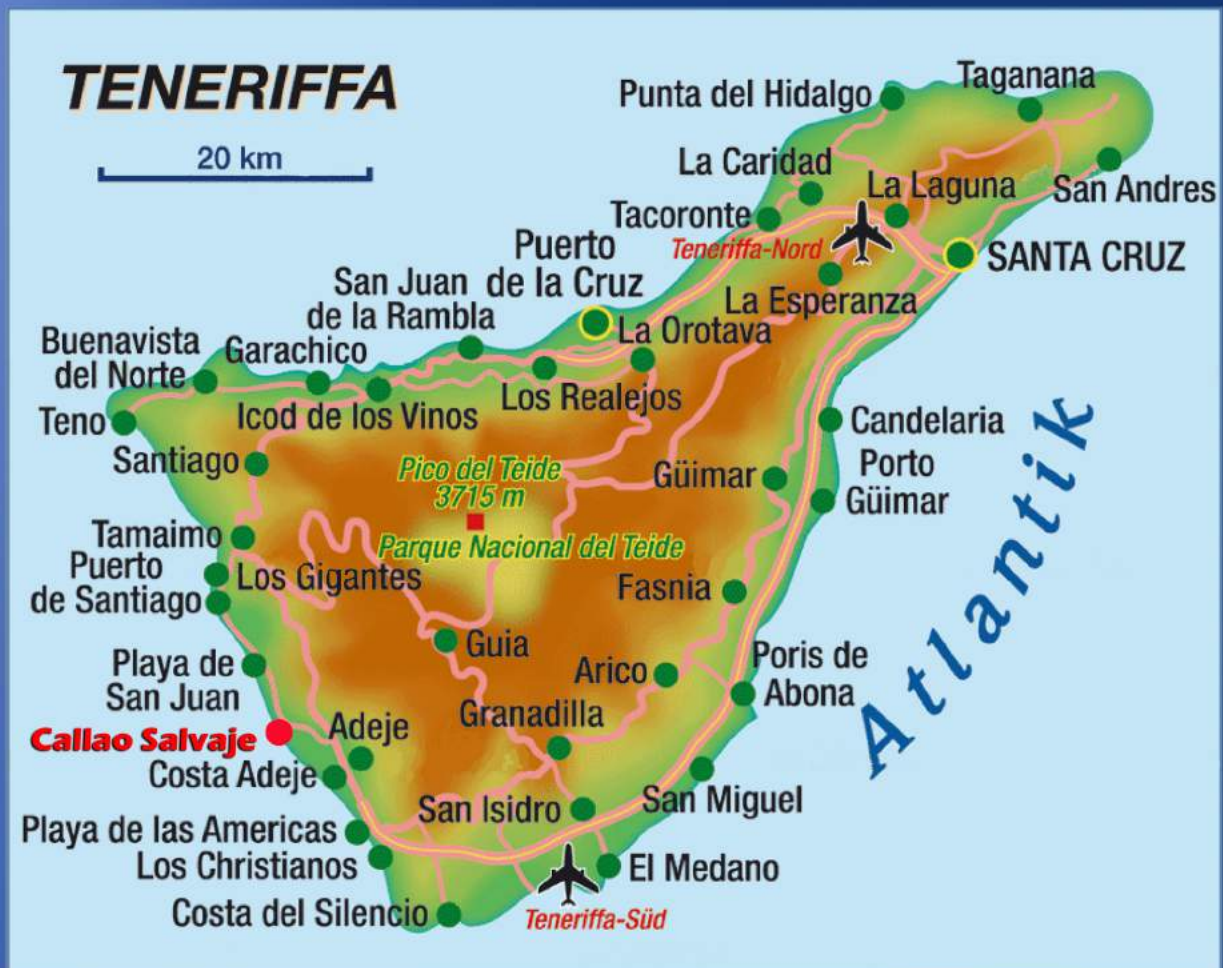 TENERIFFA
20 km
Punta del Hidalgo
Taganana
La Caridad
La Laguna
San Andres
Tacoronte
Teneriffa-Nord
SANTA CRUZ
Puerto
de la Cruz
San Juan
de la Rambla
La Esperanza
La Orotava
Buenavista
del Norte
Garachico
Teno
Icod de los Vinos
Los Realejos
Candelaria
Santiago
Pico del Teide
3715 m
Güimar
Porto
Güimar
Tamaimo
Parque Nacional del Teide
Puerto
de Santiago
Los Gigantes
Fasnia
Atlantik
Guia
Playa de
San Juan
Arico
Poris de
Abona
Callao Salvaje
Adeje
Granadilla
Costa Adeje
San Isidro
San Miguel
Playa de las Americas
Los Christianos
El Medano
Costa del Silencio
Teneriffa-Süd